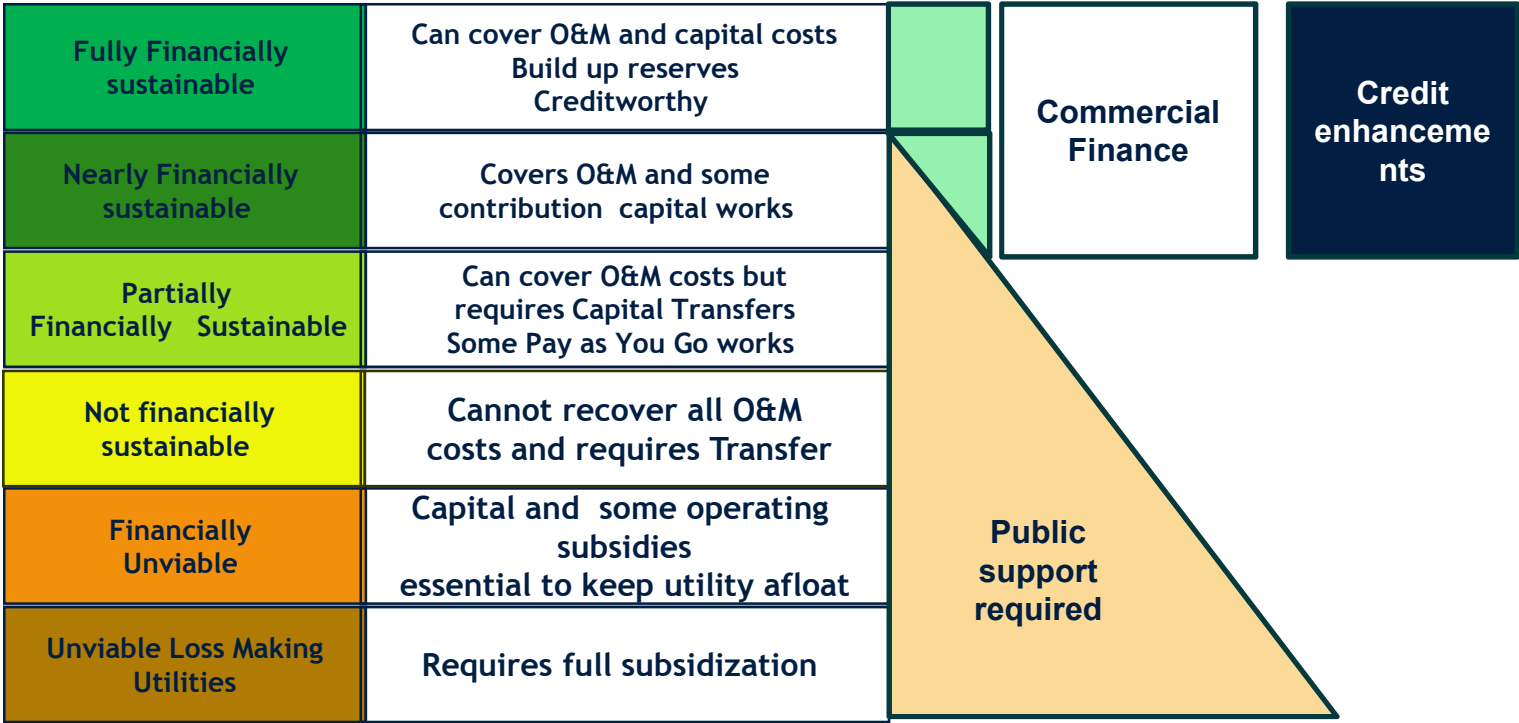 Fully Financially
sustainable
Can cover O&M and capital costs
Build up reserves
Creditworthy
Commercial
Finance
Credit
enhanceme
nts
Nearly Financially
sustainable
Covers O&M and some
contribution capital works
Partially
Financially Sustainable
Can cover O&M costs but
requires Capital Transfers
Some Pay as You Go works
Not financially
sustainable
Cannot recover all O&M
costs and requires Transfer
Financially
Unviable
Capital and some operating
subsidies
essential to keep utility afloat
Public
support
required
Unviable Loss Making
Utilities
Requires full subsidization